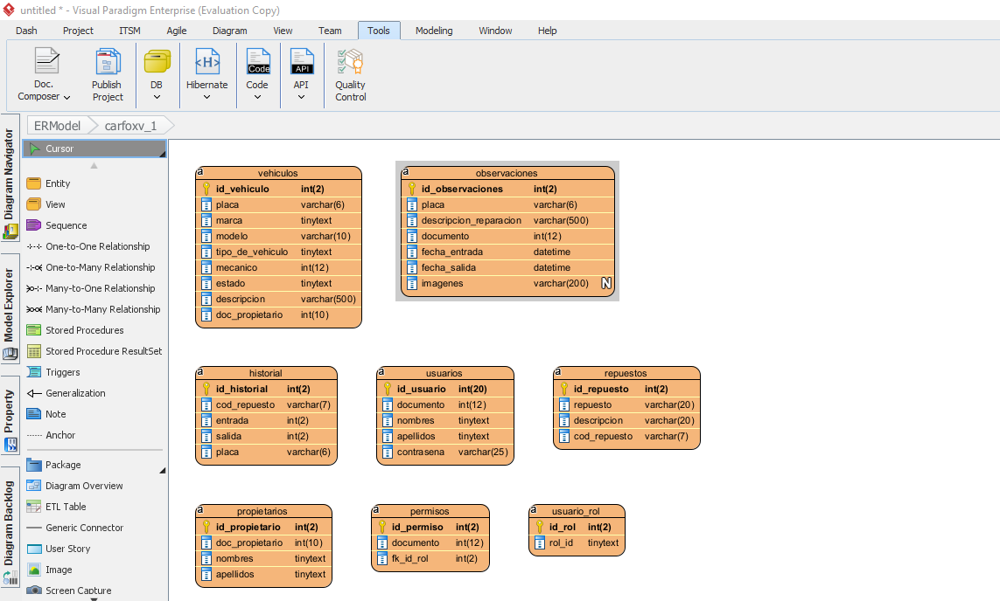 untitled * - Visual Paradigm Enterprise (Evaluation Copy)
Dash Project ITSM Agile Diagram View Team Tools Modeling Window Help
Doc. Composer
Publish Project
DB
Hibernate
Code
Code
API
API
Quality Control
<H>
ERModel carfoxv_1
Diagram Navigator
Model Explorer
Property
Diagram Backlog
Cursor
Entity
View
Sequence
One-to-One Relationship
One-to-Many Relationship
Many-to-One Relationship
Many-to-Many Relationship
Stored Procedures
Stored Procedure ResultSet
Triggers
Generalization
Note
Anchor
Package
Diagram Overview
ETL Table
Generic Connector
User Story
Image
Screen Capture
a vehiculos
id_vehiculo int(2)
placa varchar(6)
marca tinytext
modelo varchar(10)
tipo_de_vehiculo tinytext
mecanico int(12)
estado tinytext
descripcion varchar(500)
doc_propietario int(10)
a observaciones
id_observaciones int(2)
placa varchar(6)
descripcion_reparacion varchar(500)
documento int(12)
fecha_entrada datetime
fecha_salida datetime
imagenes varchar(200) N
a historial
id_historial int(2)
cod_repuesto varchar(7)
entrada int(2)
salida int(2)
placa varchar(6)
a usuarios
id_usuario int(20)
documento int(12)
nombres tinytext
apellidos tinytext
contrasena varchar(25)
a repuestos
id_repuesto int(2)
repuesto varchar(20)
descripcion varchar(20)
cod_repuesto varchar(7)
a propietarios
id_propietario int(2)
doc_propietario int(10)
nombres tinytext
apellidos tinytext
a permisos
id_permiso int(2)
documento int(12)
fk_id_rol int(2)
a usuario_rol
id_rol int(2)
rol_id tinytext